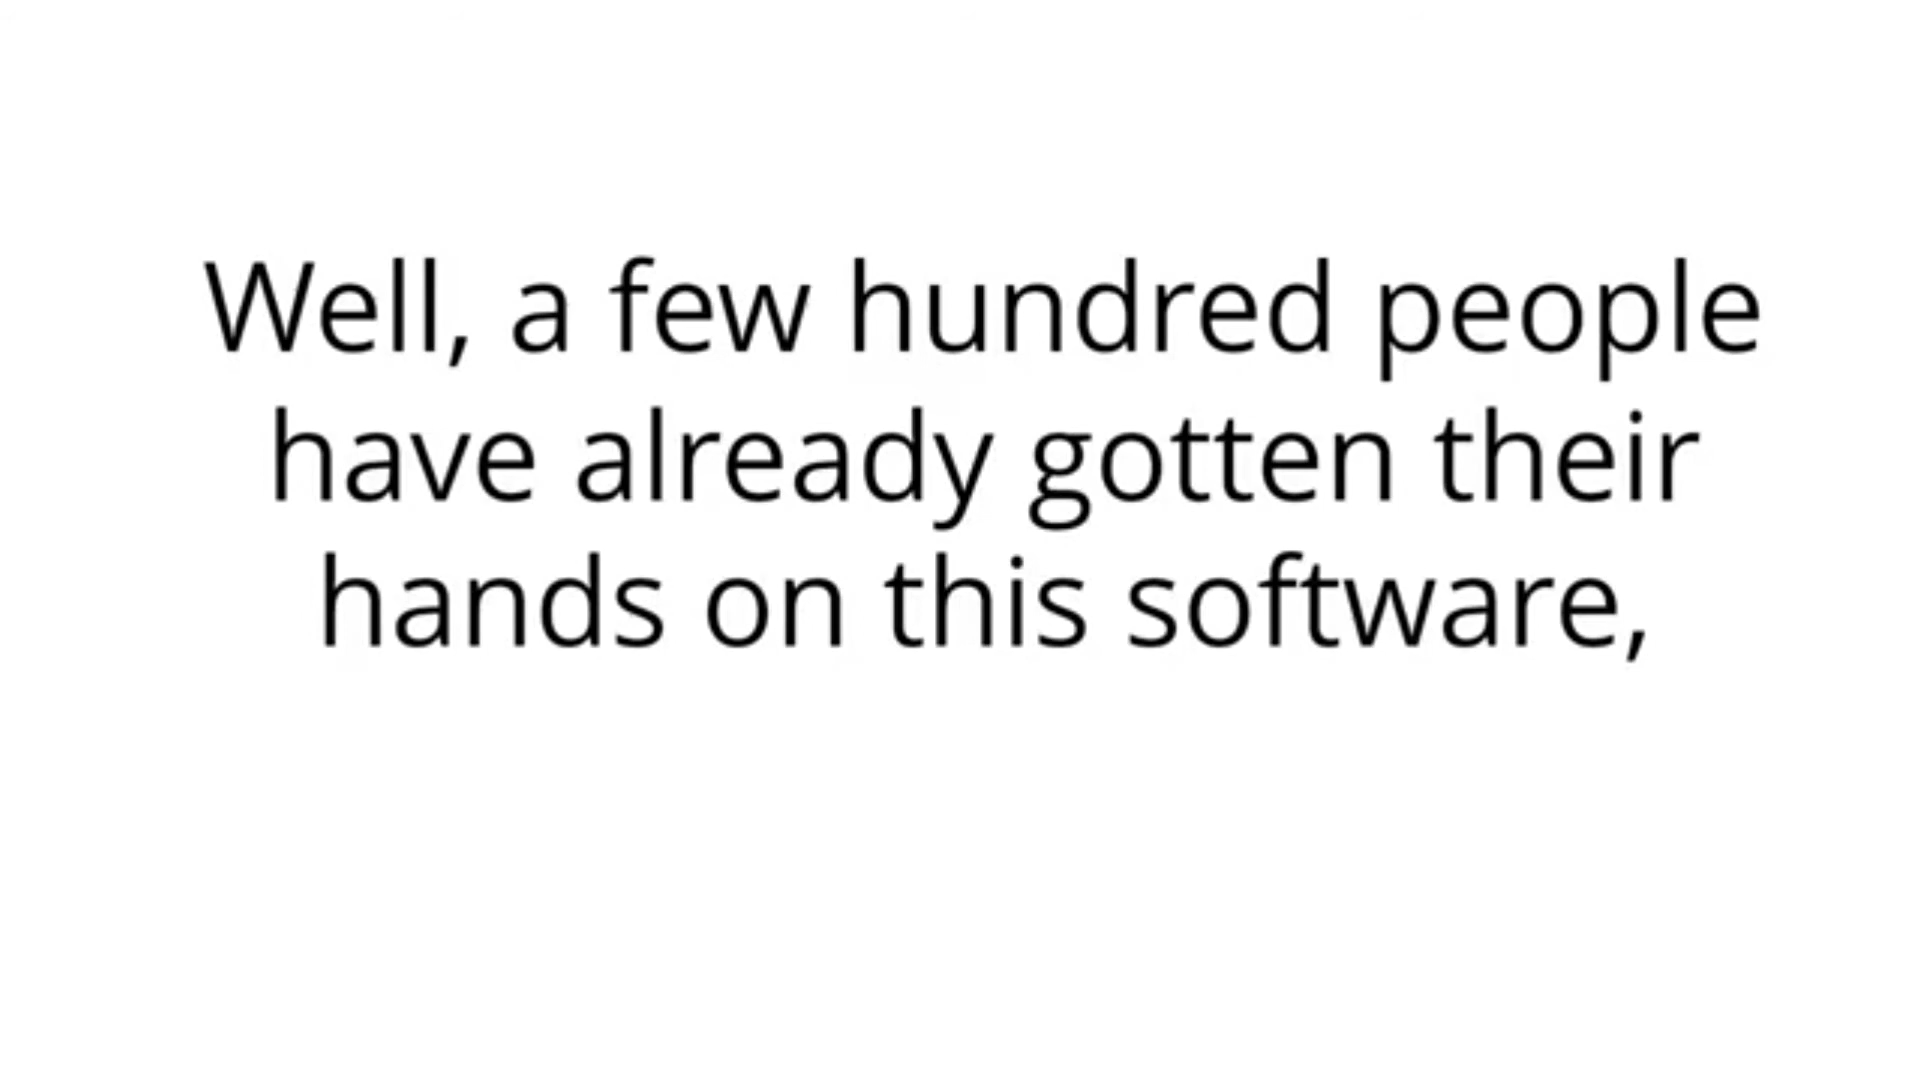 Well, a few hundred people
have already gotten their
hands on this software,